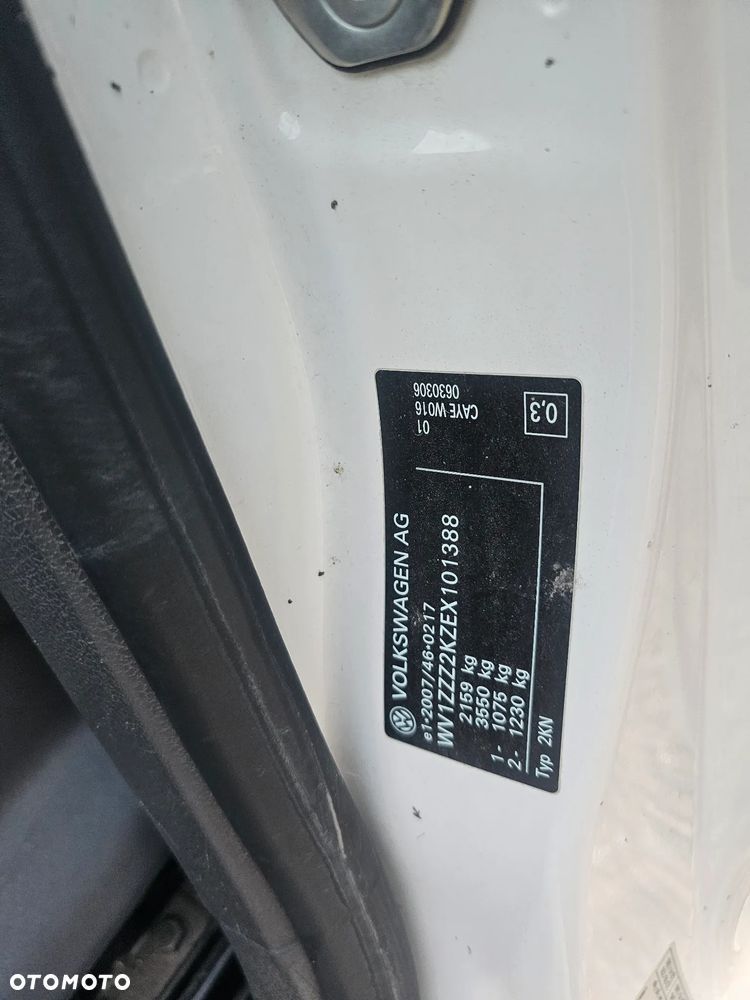 VOLKSWAGEN AG
e1*2007/46*0217
WV1ZZZ2KZEX101388
2159 kg
3550 kg
1- 1075 kg
2- 1230 kg
Typ 2KN
01
CAYE W016
0630306
0,3
OTOMOTO